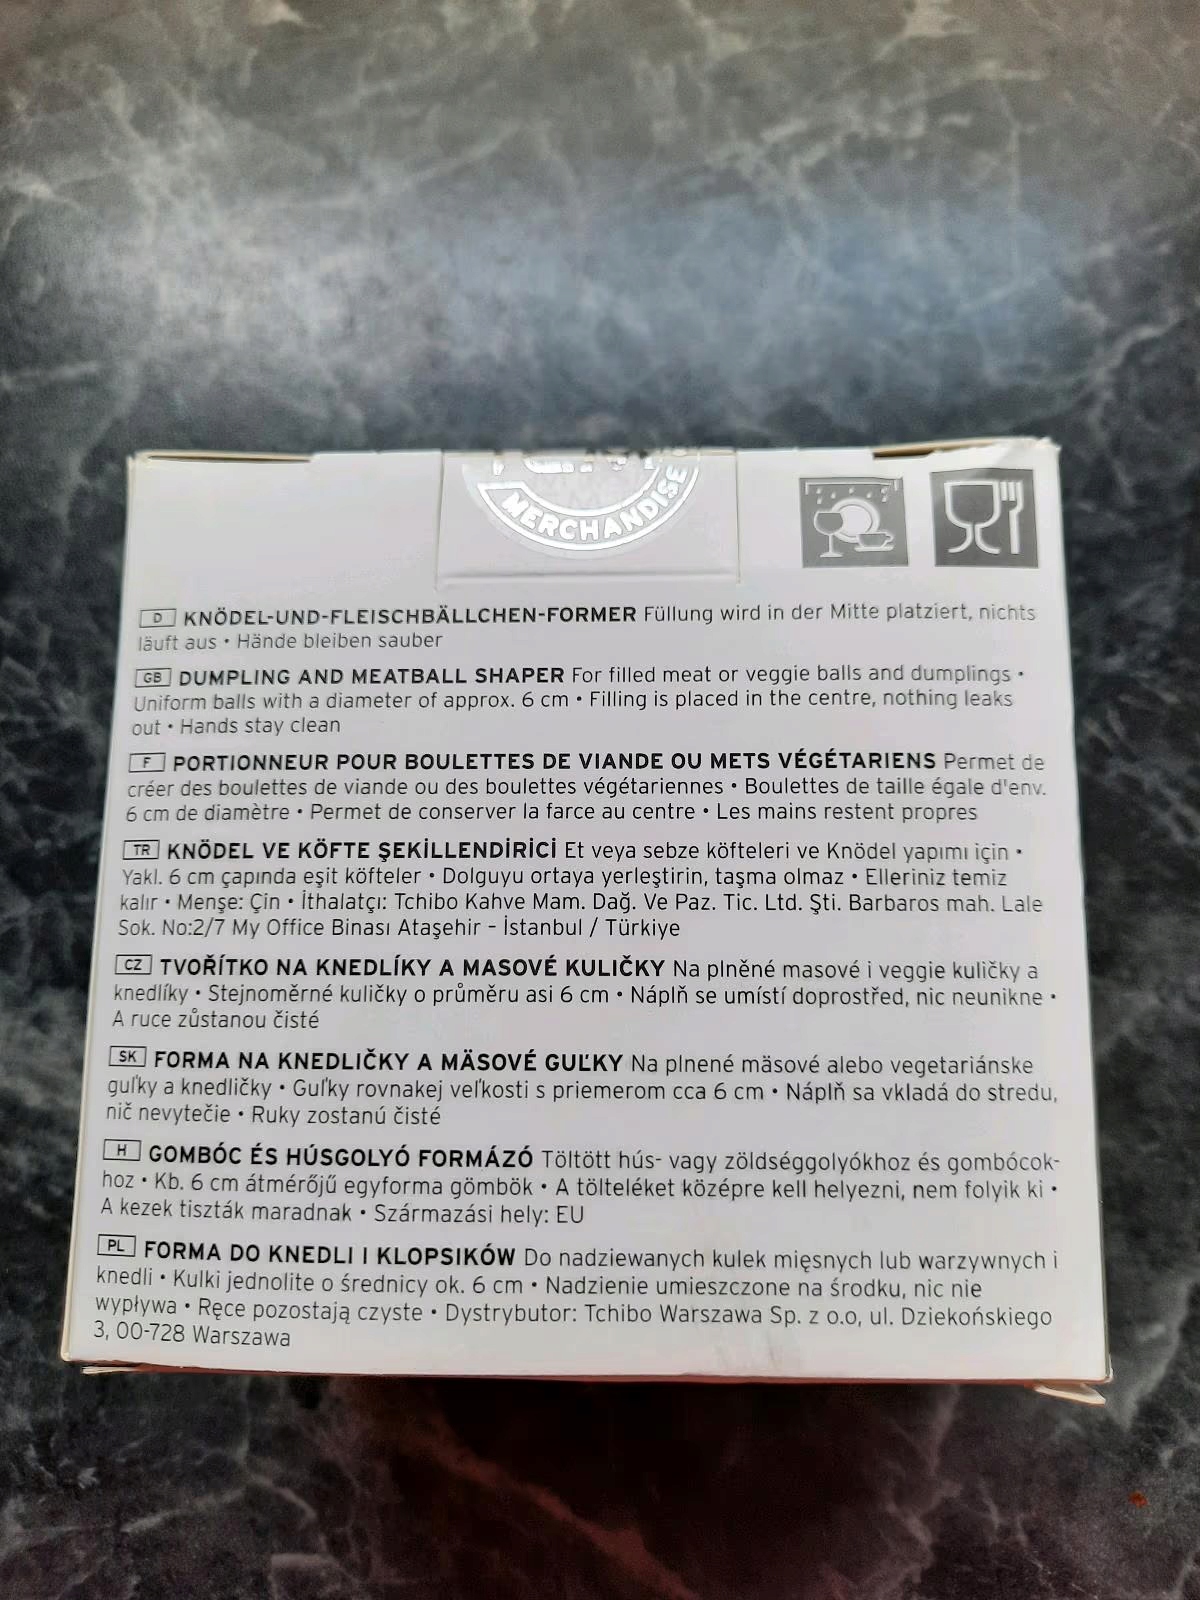 MERCHANDISE
D KNÖDEL-UND-FLEISCHBÄLLCHEN-FORMER Füllung wird in der Mitte platziert, nichts
läuft aus • Hände bleiben sauber
GB DUMPLING AND MEATBALL SHAPER For filled meat or veggie balls and dumplings •
Uniform balls with a diameter of approx. 6 cm • Filling is placed in the centre, nothing leaks
out • Hands stay clean
F PORTIONNEUR POUR BOULETTES DE VIANDE OU METS VÉGÉTARIENS Permet de
créer des boulettes de viande ou des boulettes végétariennes • Boulettes de taille égale d'env.
6 cm de diamètre • Permet de conserver la farce au centre • Les mains restent propres
TR KNÖDEL VE KÖFTE ŞEKİLLENDİRİCİ Et veya sebze köfteleri ve Knödel yapımı için •
Yakl. 6 cm çapında eşit köfteler • Dolguyu ortaya yerleştirin, taşma olmaz • Elleriniz temiz
kalır • Menşe: Çin • İthalatçı: Tchibo Kahve Mam. Dağ. Ve Paz. Tic. Ltd. Şti. Barbaros mah. Lale
Sok. No:2/7 My Office Binası Ataşehir – İstanbul / Türkiye
CZ TVOŘÍTKO NA KNEDLÍKY A MASOVÉ KULIČKY Na plněné masové i veggie kuličky a
knedlíky • Stejnoměrné kuličky o průměru asi 6 cm • Náplň se umístí doprostřed, nic neunikne •
A ruce zůstanou čisté
SK FORMA NA KNEDLIČKY A MÄSOVÉ GUĽKY Na plnené mäsové alebo vegetariánske
guľky a knedličky • Guľky rovnakej veľkosti s priemerom cca 6 cm • Náplň sa vkladá do stredu,
nič nevytečie • Ruky zostanú čisté
H GOMBÓC ÉS HÚSGOLYÓ FORMÁZÓ Töltött hús- vagy zöldséggolyókhoz és gombócok-
hoz • Kb. 6 cm átmérőjű egyforma gömbök • A tölteléket középre kell helyezni, nem folyik ki •
A kezek tiszták maradnak • Származási hely: EU
PL FORMA DO KNEDLI I KLOPSIKÓW Do nadziewanych kulek mięsnych lub warzywnych i
knedli • Kulki jednolite o średnicy ok. 6 cm • Nadzienie umieszczone na środku, nic nie
wypływa • Ręce pozostają czyste • Dystrybutor: Tchibo Warszawa Sp. z o.o, ul. Dziekońskiego
3, 00-728 Warszawa